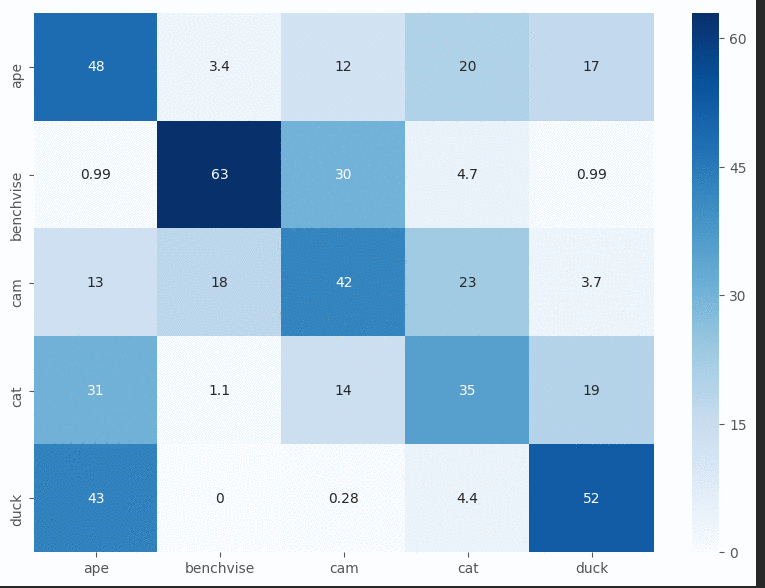 ape 48 3.4 12 20 17
benchvise 0.99 63 30 4.7 0.99
cam 13 18 42 23 3.7
cat 31 1.1 14 35 19
duck 43 0 0.28 4.4 52
ape benchvise cam cat duck
60
45
30
15
0